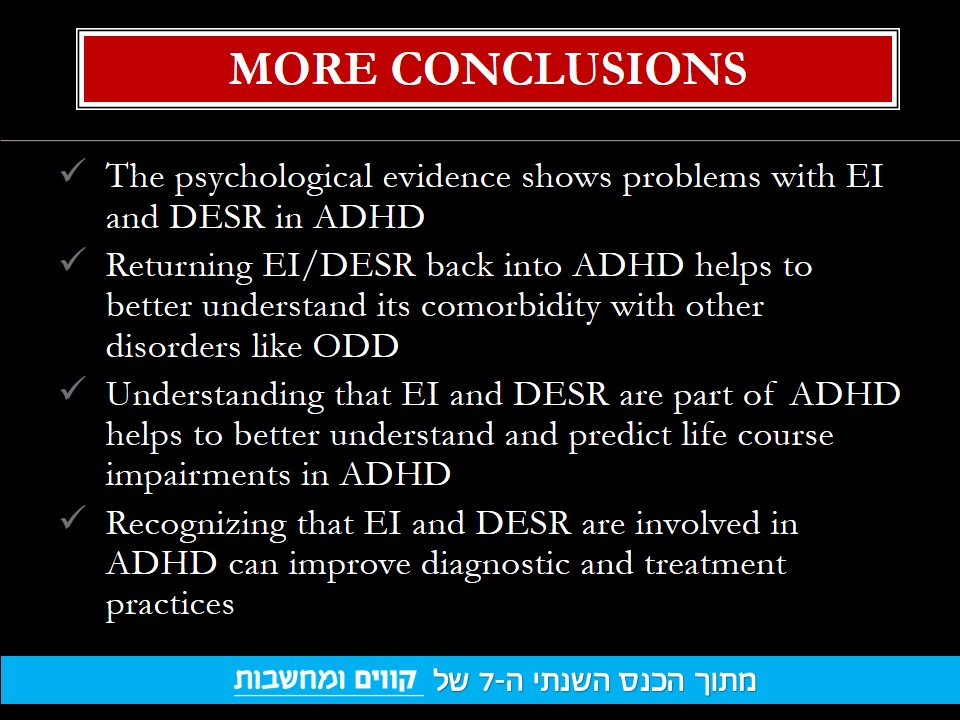 MORE CONCLUSIONS
The psychological evidence shows problems with EI
and DESR in ADHD
Returning EI/DESR back into ADHD helps to
better understand its comorbidity with other
disorders like ODD
Understanding that EI and DESR are part of ADHD
helps to better understand and predict life course
impairments in ADHD
Recognizing that EI and DESR are involved in
ADHD can improve diagnostic and treatment
practices
מתוך הכנס השנתי ה-7 של קווים ומחשבות